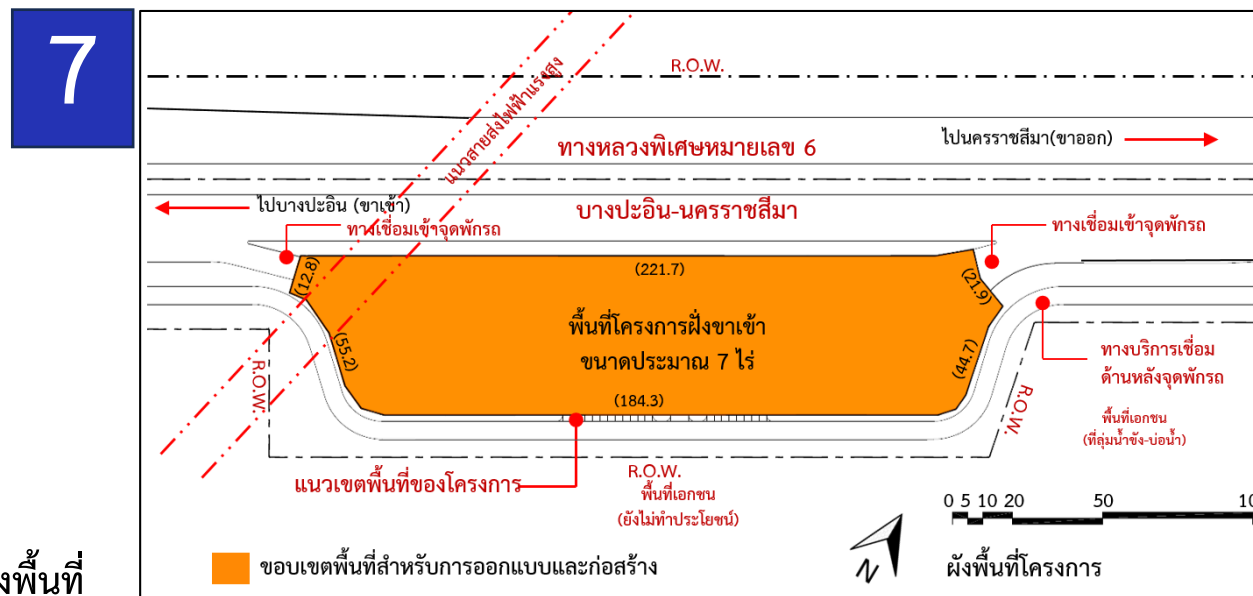 7
R.O.W.
แนวสายส่งไฟฟ้าแรงสูง
ทางหลวงพิเศษหมายเลข 6
ไปนครราชสีมา(ขาออก)
ไปบางปะอิน (ขาเข้า)
บางปะอิน-นครราชสีมา
ทางเชื่อมเข้าจุดพักรถ
ทางเชื่อมเข้าจุดพักรถ
(12.8)
(221.7)
(21.9)
พื้นที่โครงการฝั่งขาเข้า
ขนาดประมาณ 7 ไร่
(55.2)
(44.7)
(184.3)
R.O.W.
R.O.W.
ทางบริการเชื่อม
ด้านหลังจุดพักรถ
พื้นที่เอกชน
(ที่ลุ่มน้ำขัง-บ่อน้ำ)
แนวเขตพื้นที่ของโครงการ
R.O.W.
พื้นที่เอกชน
(ยังไม่ทำประโยชน์)
0 5 10 20 50 10
N
ขอบเขตพื้นที่สำหรับการออกแบบและก่อสร้าง
ผังพื้นที่โครงการ
งพื้นที่